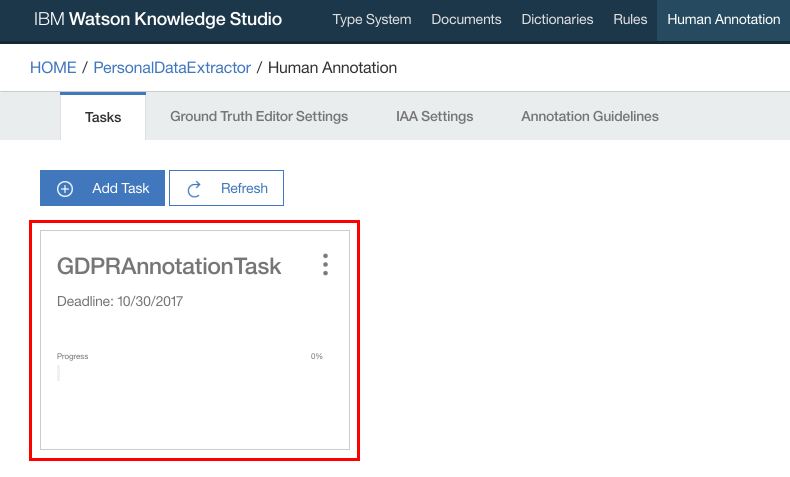 IBM Watson Knowledge Studio Type System Documents Dictionaries Rules Human Annotation
HOME / PersonalDataExtractor / Human Annotation
Tasks Ground Truth Editor Settings IAA Settings Annotation Guidelines
Add Task Refresh
GDPRAnnotationTask
Deadline: 10/30/2017
Progress 0%